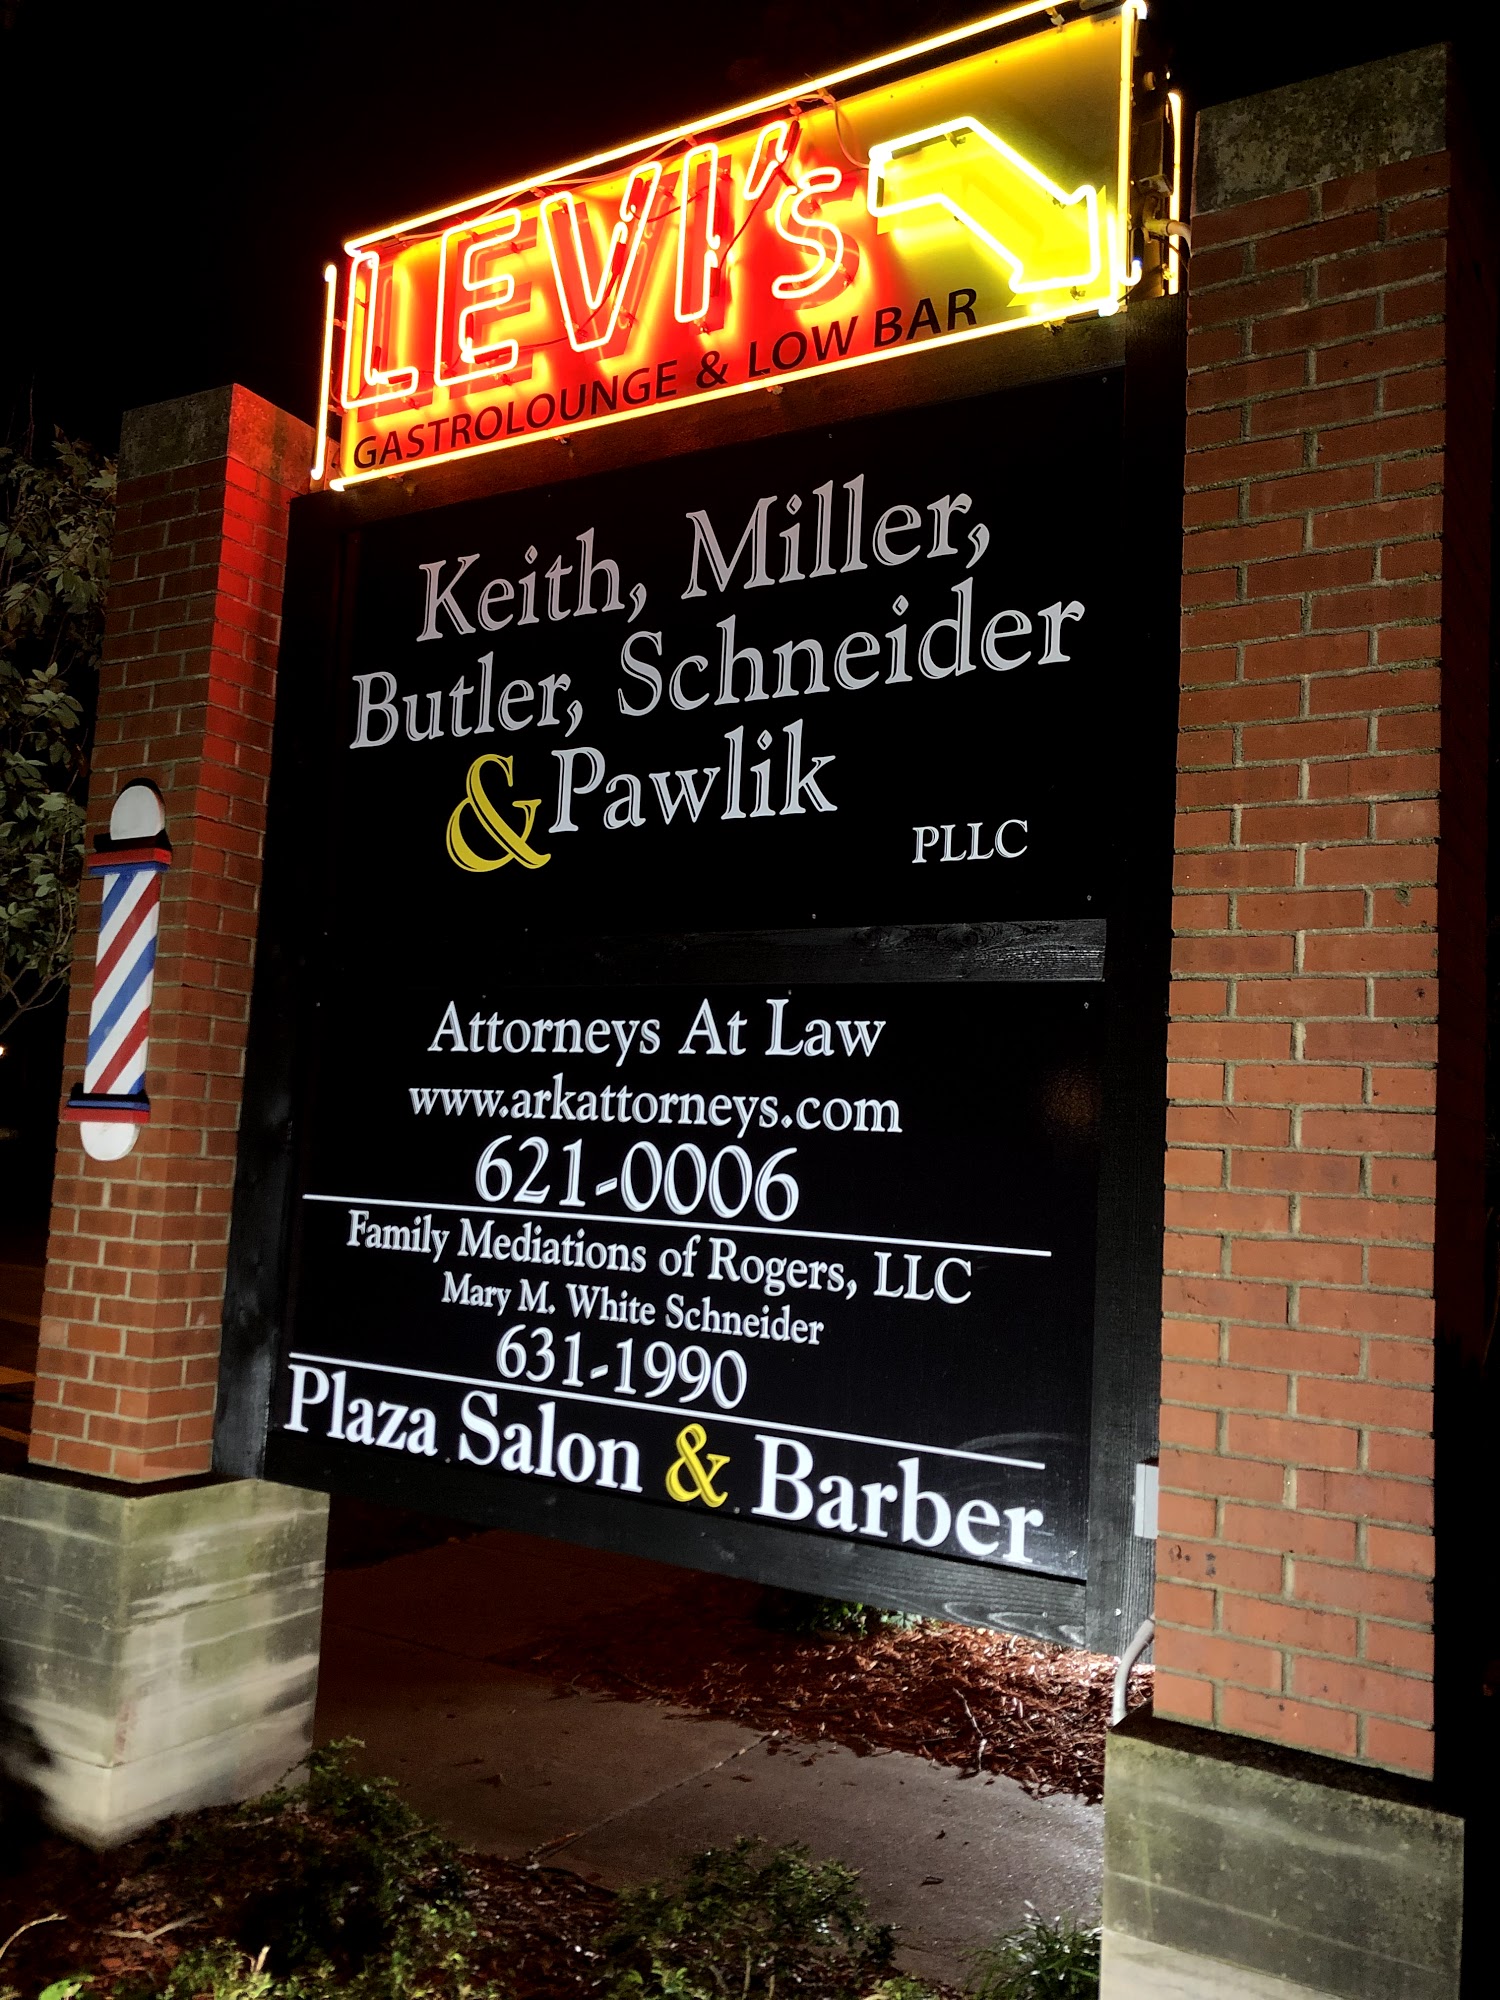 LEVI's
GASTROLOUNGE & LOW BAR
Keith, Miller,
Butler, Schneider
& Pawlik
PLLC
Attorneys At Law
www.arkattorneys.com
621-0006
Family Mediations of Rogers, LLC
Mary M. White Schneider
631-1990
Plaza Salon & Barber